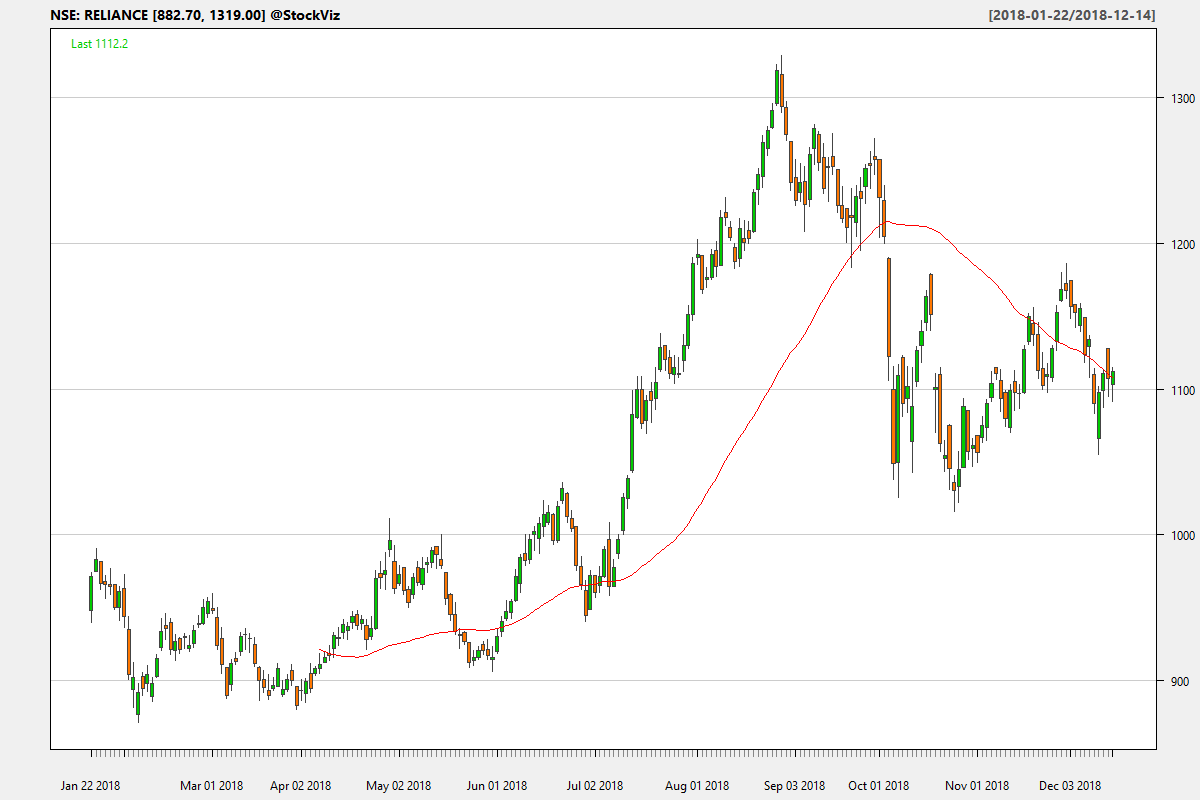 NSE: RELIANCE [882.70, 1319.00] @StockViz
[2018-01-22/2018-12-14]
Last 1112.2
1300
1200
1100
1000
900
Jan 22 2018
Mar 01 2018
Apr 02 2018
May 02 2018
Jun 01 2018
Jul 02 2018
Aug 01 2018
Sep 03 2018
Oct 01 2018
Nov 01 2018
Dec 03 2018